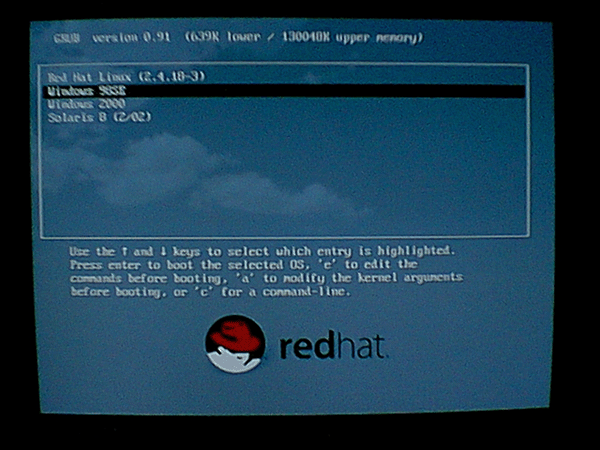 GRUB version 0.91 (639K lower / 130048K upper memory)
Red Hat Linux (2.4.18-3)
Windows 98SE
Windows 2000
Solaris 8 (2/02)
Use the ↑ and ↓ keys to select which entry is highlighted.
Press enter to boot the selected OS, 'e' to edit the
commands before booting, 'a' to modify the kernel arguments
before booting, or 'c' for a command-line.
redhat.